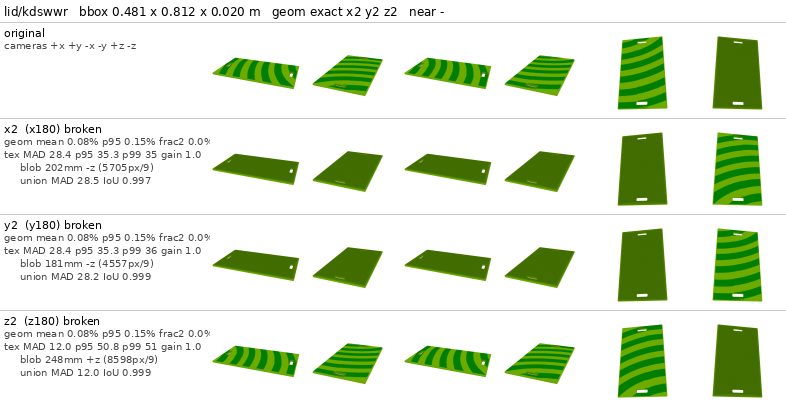 lid/kdswwr bbox 0.481 x 0.812 x 0.020 m geom exact x2 y2 z2 near -
original
cameras +x +y -x -y +z -z
x2 (x180) broken
geom mean 0.08% p95 0.15% frac2 0.0%
tex MAD 28.4 p95 35.3 p99 35 gain 1.0
blob 202mm -z (5705px/9)
union MAD 28.5 IoU 0.997
y2 (y180) broken
geom mean 0.08% p95 0.15% frac2 0.0%
tex MAD 28.4 p95 35.3 p99 36 gain 1.0
blob 181mm -z (4557px/9)
union MAD 28.2 IoU 0.999
z2 (z180) broken
geom mean 0.08% p95 0.15% frac2 0.0%
tex MAD 12.0 p95 50.8 p99 51 gain 1.0
blob 248mm +z (8598px/9)
union MAD 12.0 IoU 0.999